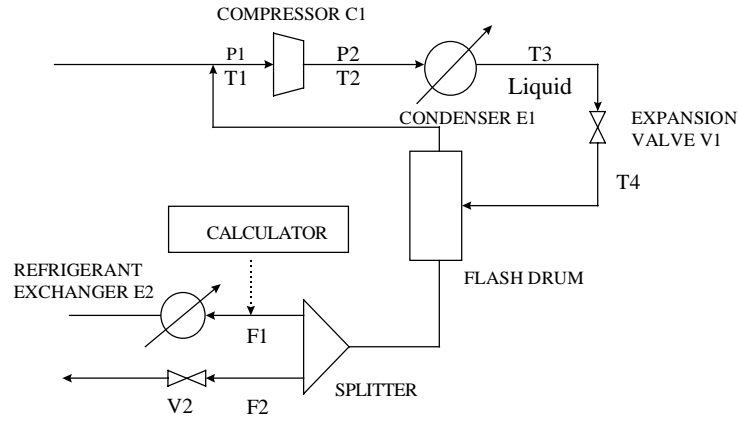 COMPRESSOR C1
P1
T1
P2
T2
T3
Liquid
CONDENSER E1
EXPANSION
VALVE V1
T4
CALCULATOR
REFRIGERANT
EXCHANGER E2
FLASH DRUM
F1
SPLITTER
V2
F2